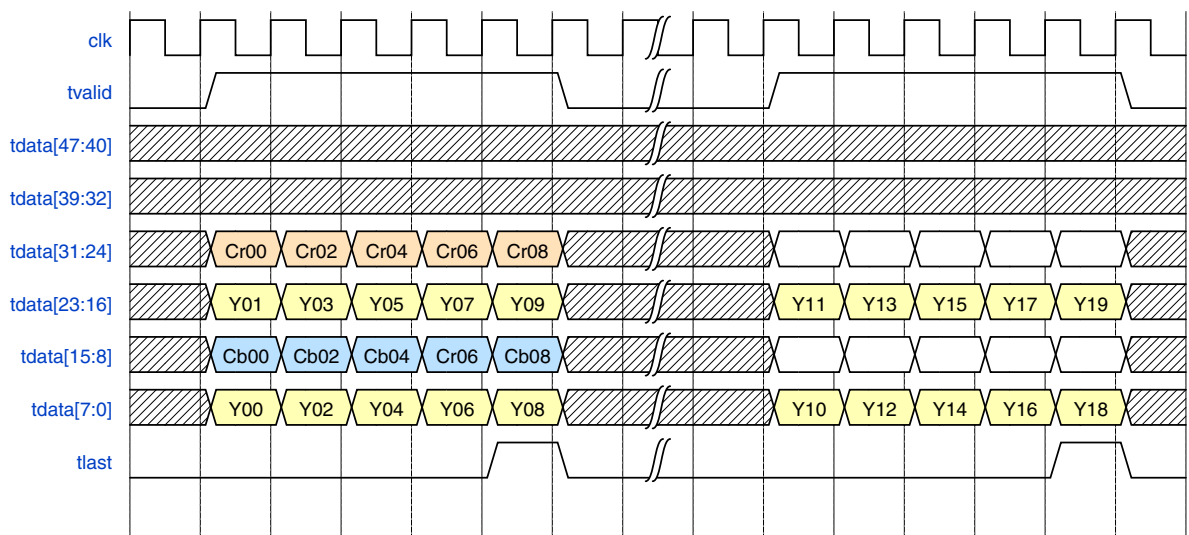 clk
tvalid
tdata[47:40]
tdata[39:32]
tdata[31:24] Cr00 Cr02 Cr04 Cr06 Cr08
tdata[23:16] Y01 Y03 Y05 Y07 Y09 Y11 Y13 Y15 Y17 Y19
tdata[15:8] Cb00 Cb02 Cb04 Cr06 Cb08
tdata[7:0] Y00 Y02 Y04 Y06 Y08 Y10 Y12 Y14 Y16 Y18
tlast